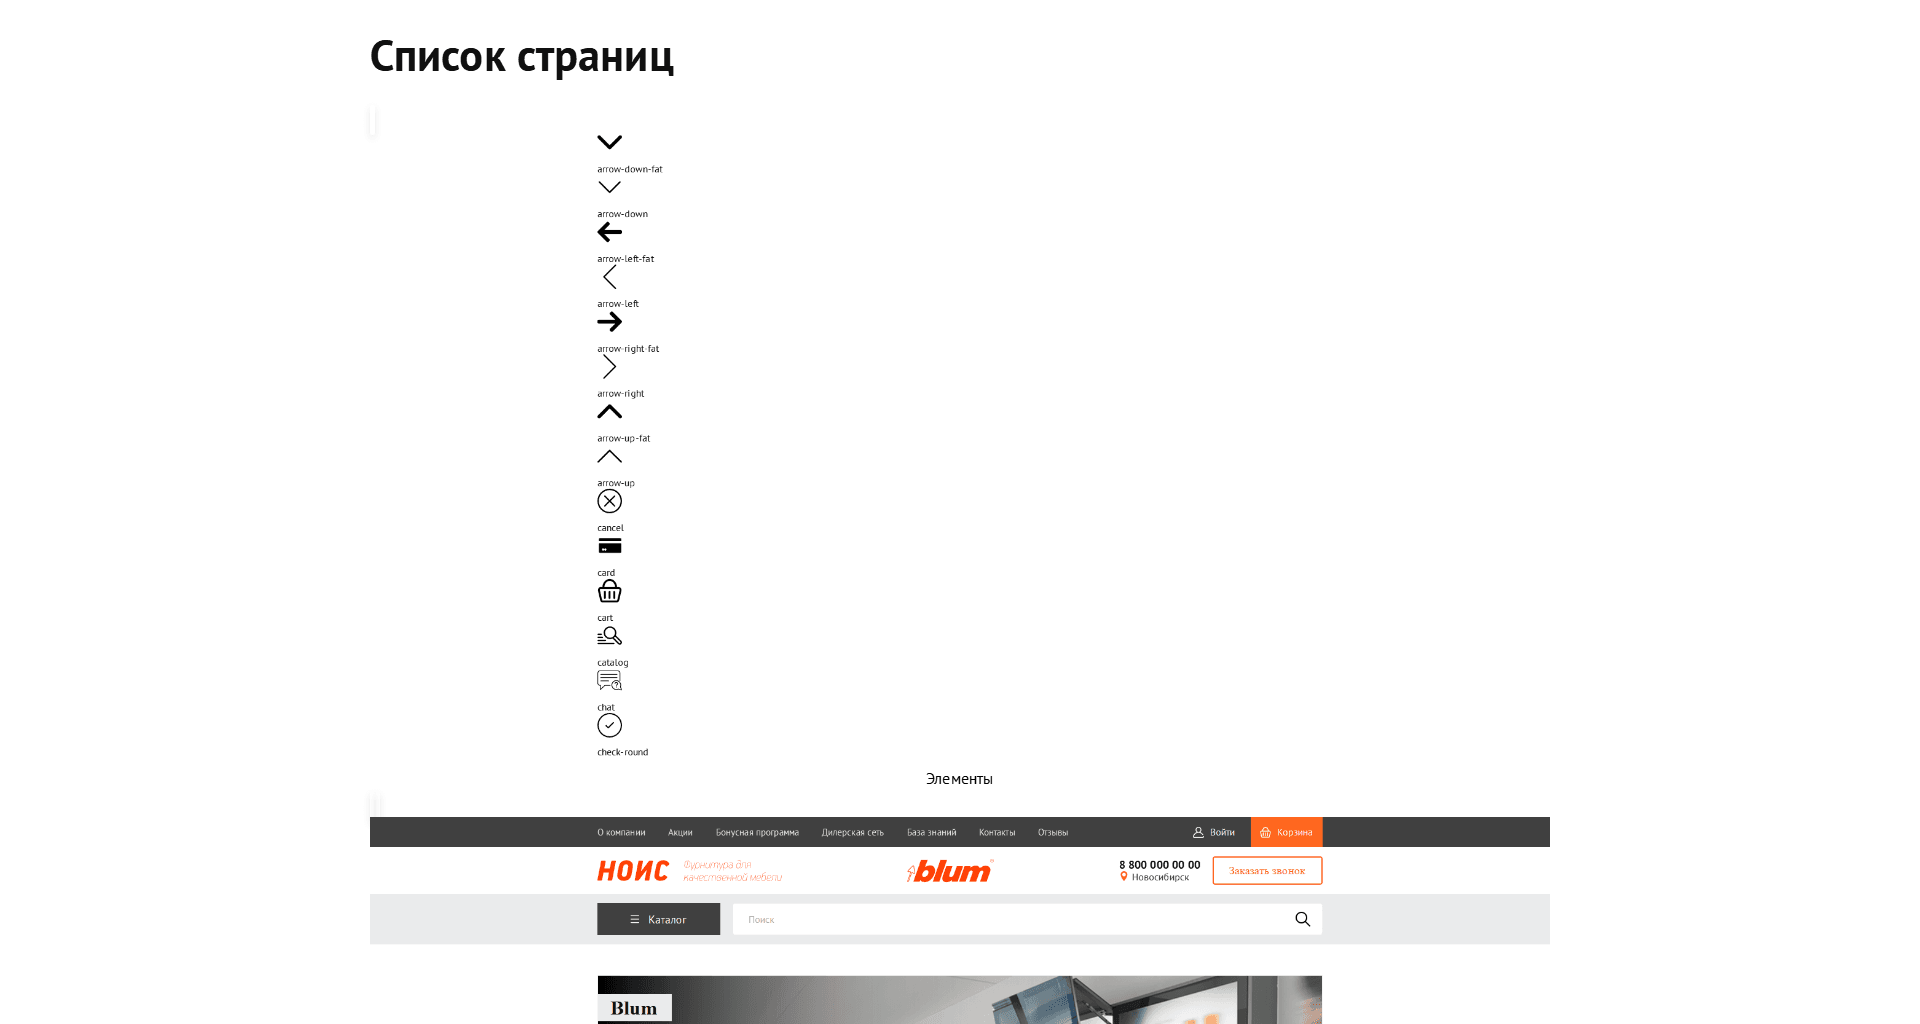 Список страниц
arrow-down-fat
arrow-down
arrow-left-fat
arrow-left
arrow-right-fat
arrow-right
arrow-up-fat
arrow-up
cancel
card
cart
catalog
chat
check-round
Элементы
О компании Акции Бонусная программа Дилерская сеть База знаний Контакты Отзывы Войти Корзина
НОИС Фурнитура для
качественной мебели
blum
8 800 000 00 00
Новосибирск
Заказать звонок
Каталог Поиск
Blum